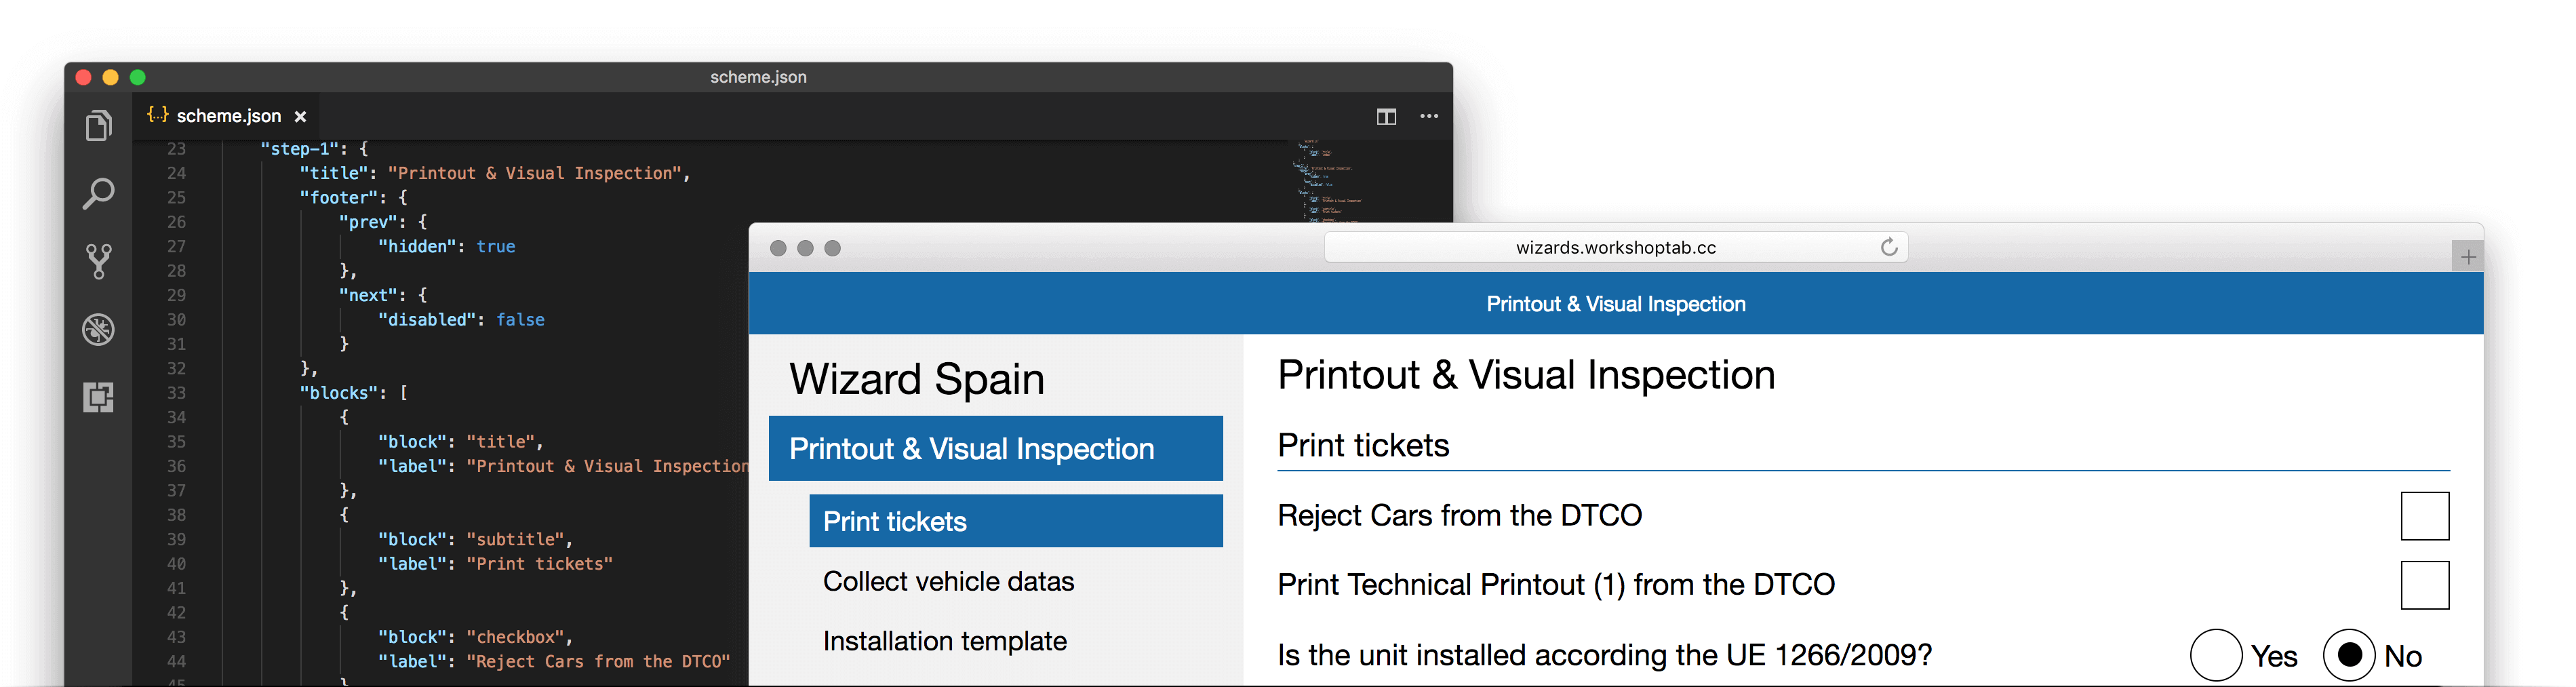 scheme.json
{..} scheme.json ×
23 "step-1": {
24 "title": "Printout & Visual Inspection",
25 "footer": {
26 "prev": {
27 "hidden": true
28 },
29 "next": {
30 "disabled": false
31 }
32 },
33 "blocks": [
34 {
35 "block": "title",
36 "label": "Printout & Visual Inspection
37 },
38 {
39 "block": "subtitle",
40 "label": "Print tickets"
41 },
42 {
43 "block": "checkbox",
44 "label": "Reject Cars from the DTCO"
45 }
wizards.workshoptab.cc
Printout & Visual Inspection
Wizard Spain
Printout & Visual Inspection
Print tickets
Collect vehicle datas
Installation template
Printout & Visual Inspection
Print tickets
Reject Cars from the DTCO
Print Technical Printout (1) from the DTCO
Is the unit installed according the UE 1266/2009? Yes No